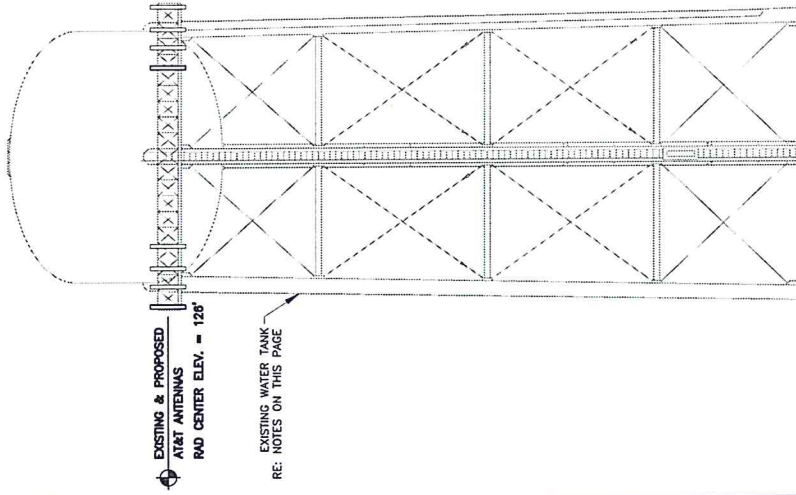 EXISTING & PROPOSED
AT&T ANTENNAS
RAD CENTER ELEV. = 126'
EXISTING WATER TANK
RE: NOTES ON THIS PAGE